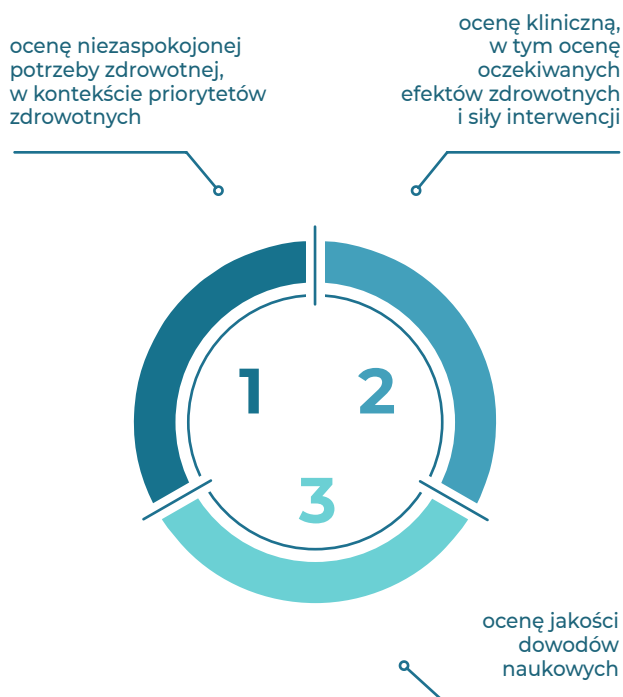 ocenę niezaspokojonej
potrzeby zdrowotnej,
w kontekście priorytetów
zdrowotnych
ocenę kliniczną,
w tym ocenę
oczekiwanych
efektów zdrowotnych
i siły interwencji
1
2
3
ocenę jakości
dowodów
naukowych